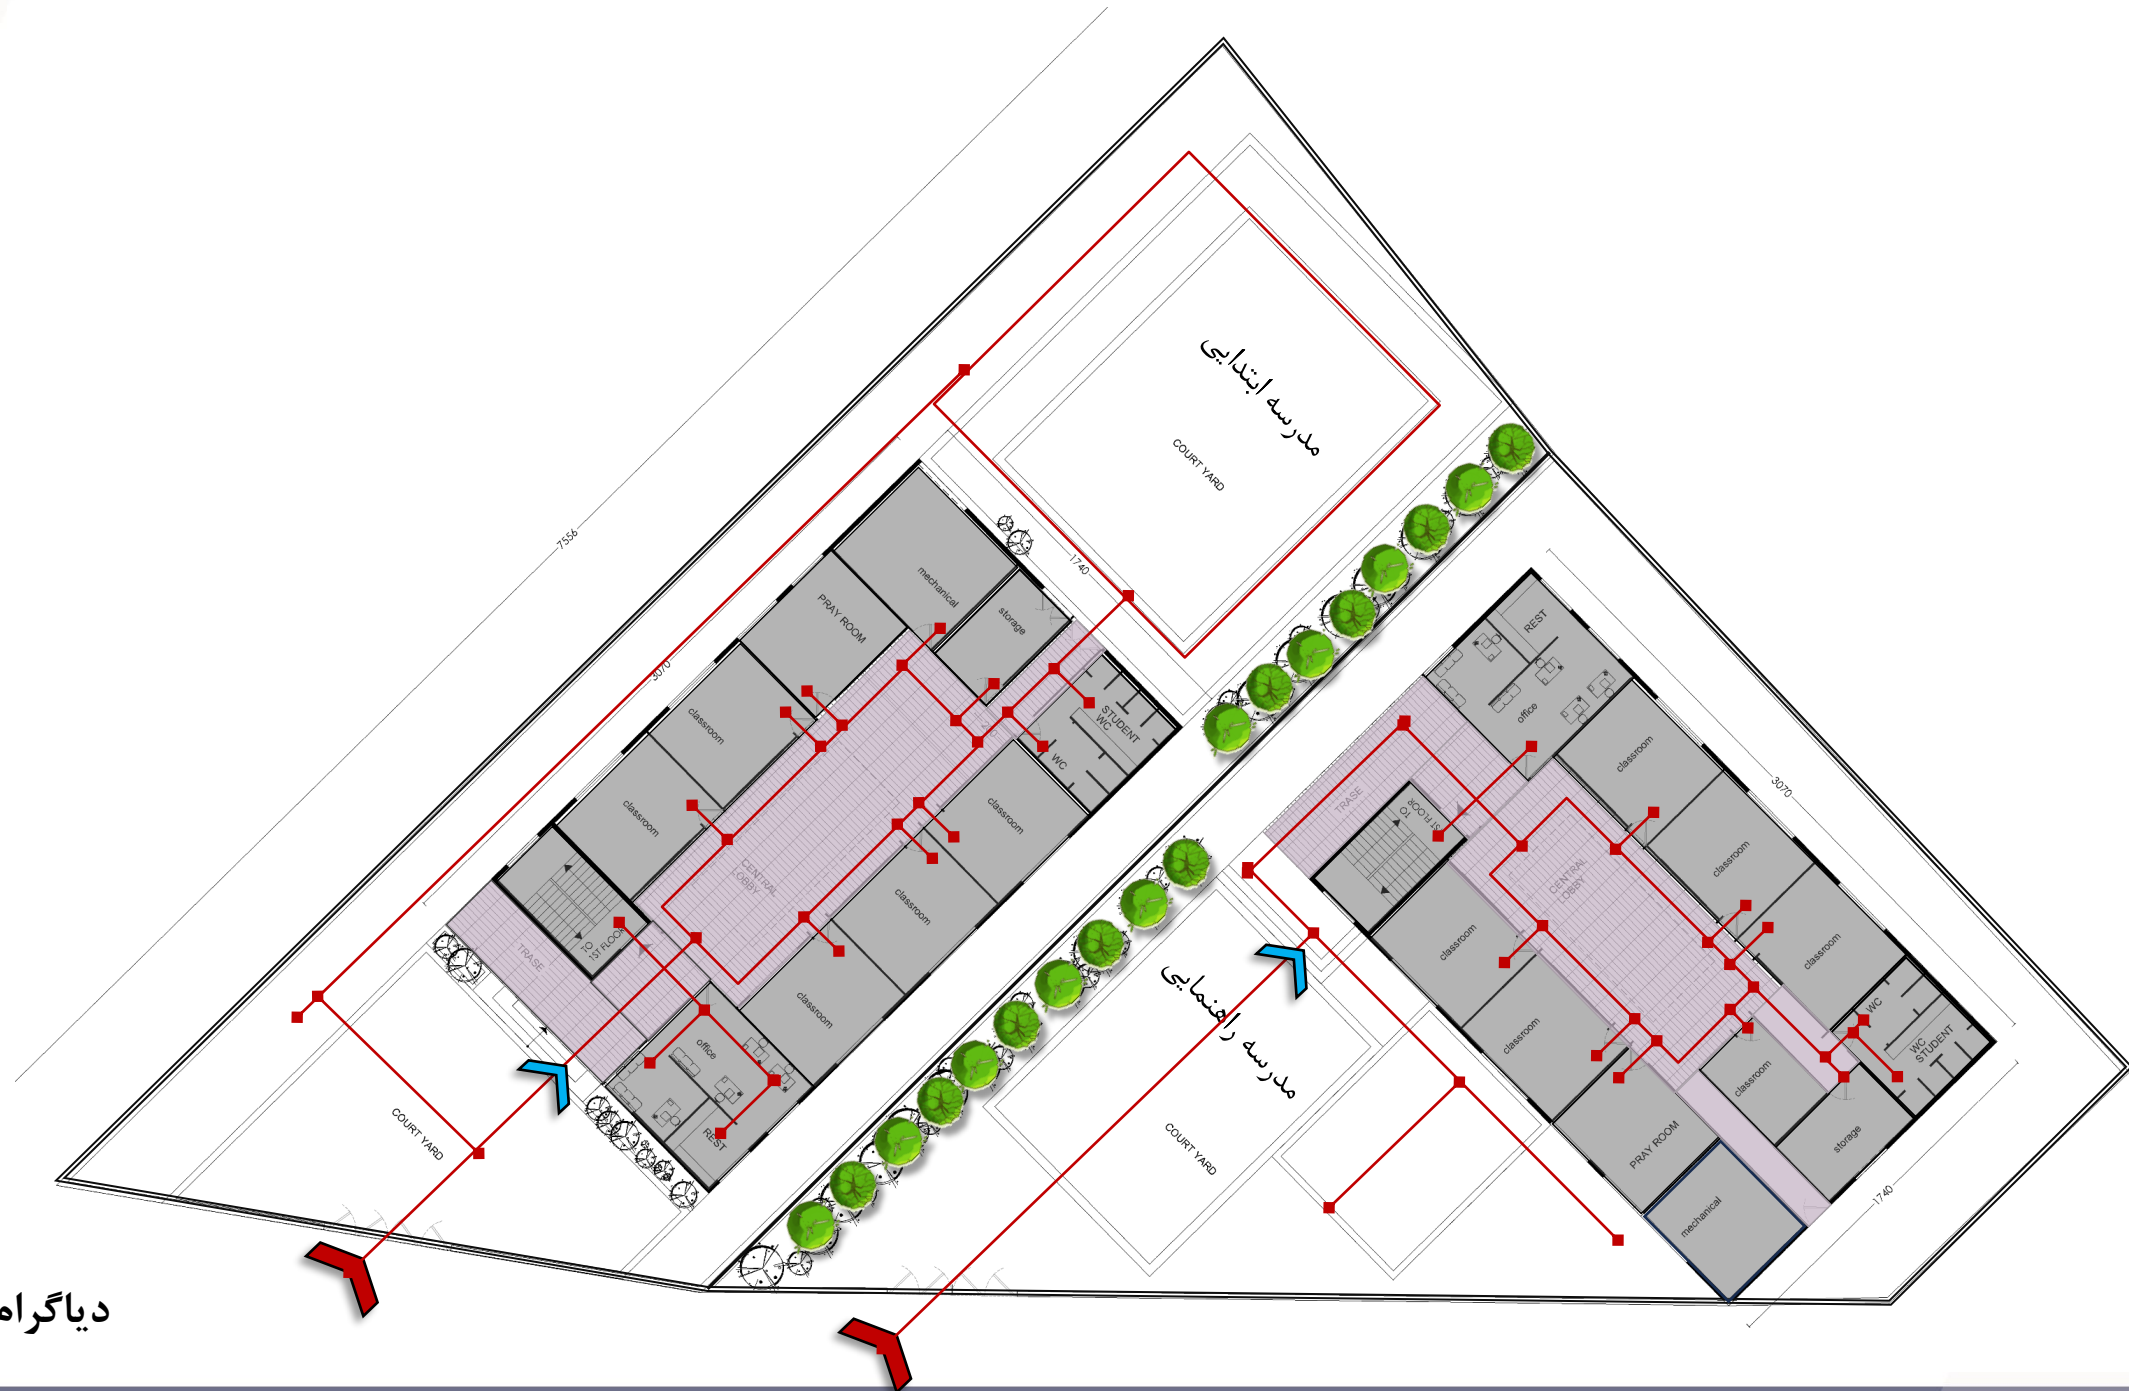 مدرسه ابتدایی
COURT YARD
7556
3070
1740
mechanical
PRAY ROOM
storage
classroom
classroom
STUDENT
WC
WC
classroom
classroom
classroom
CENTRAL
LOBBY
TO
1ST FLOOR
TRASE
office
REST
COURT YARD
مدرسه راهنمایی
COURT YARD
REST
office
classroom
classroom
classroom
3070
TRASE
TO
ST FLOOR
CENTRAL
LOBBY
classroom
classroom
classroom
WC
WC
STUDENT
PRAY ROOM
storage
mechanical
1740